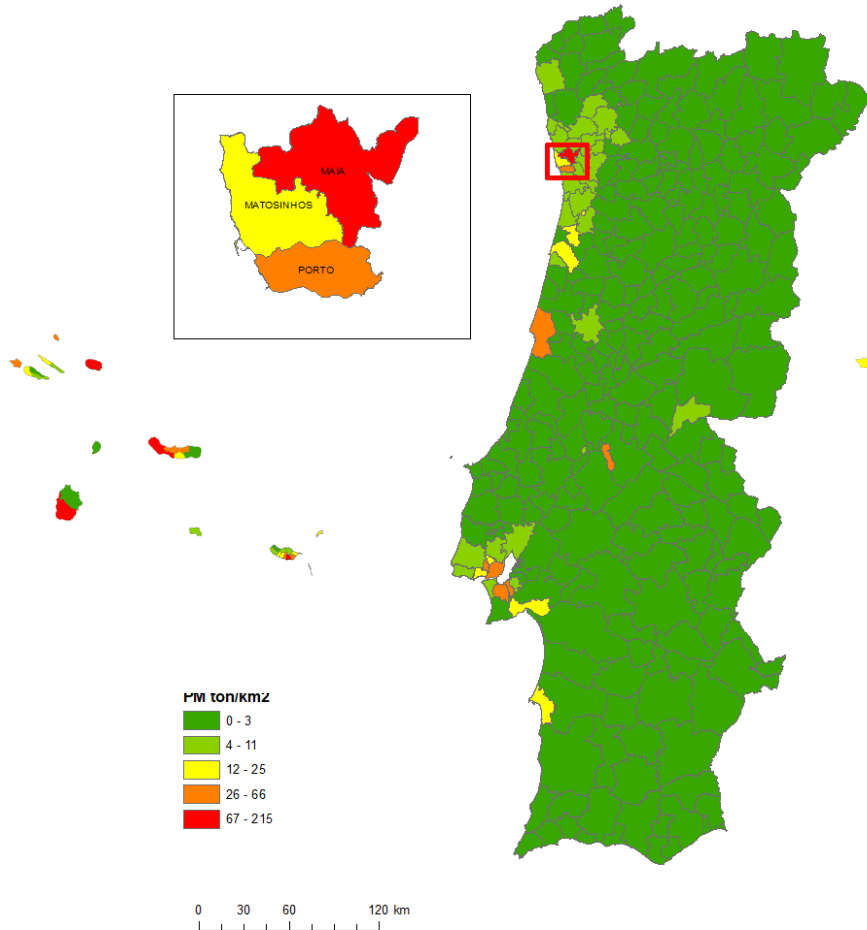 MAIA
MATOSINHOS
PORTO
PM ton/km2
0 - 3
4 - 11
12 - 25
26 - 66
67 - 215
0 30 60 120 km